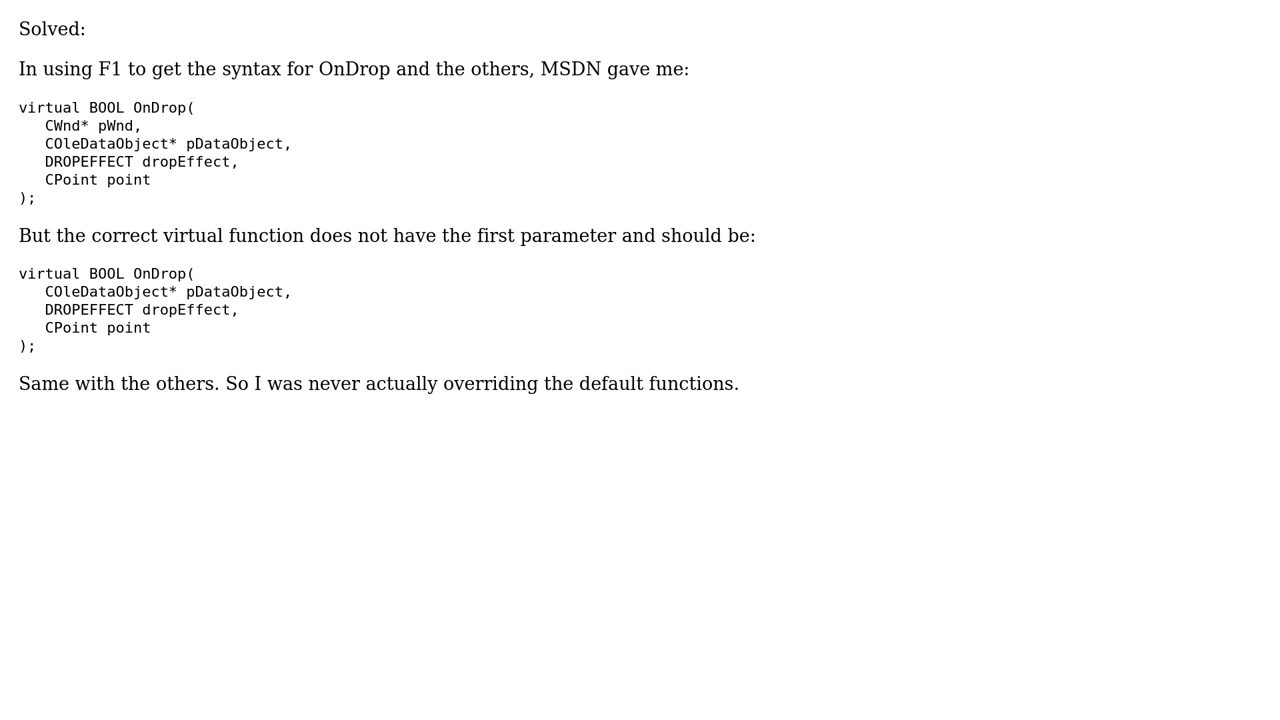 Solved:
In using F1 to get the syntax for OnDrop and the others, MSDN gave me:
virtual BOOL OnDrop(
   CWnd* pWnd,
   COleDataObject* pDataObject,
   DROPEFFECT dropEffect,
   CPoint point
);
But the correct virtual function does not have the first parameter and should be:
virtual BOOL OnDrop(
   COleDataObject* pDataObject,
   DROPEFFECT dropEffect,
   CPoint point
);
Same with the others. So I was never actually overriding the default functions.